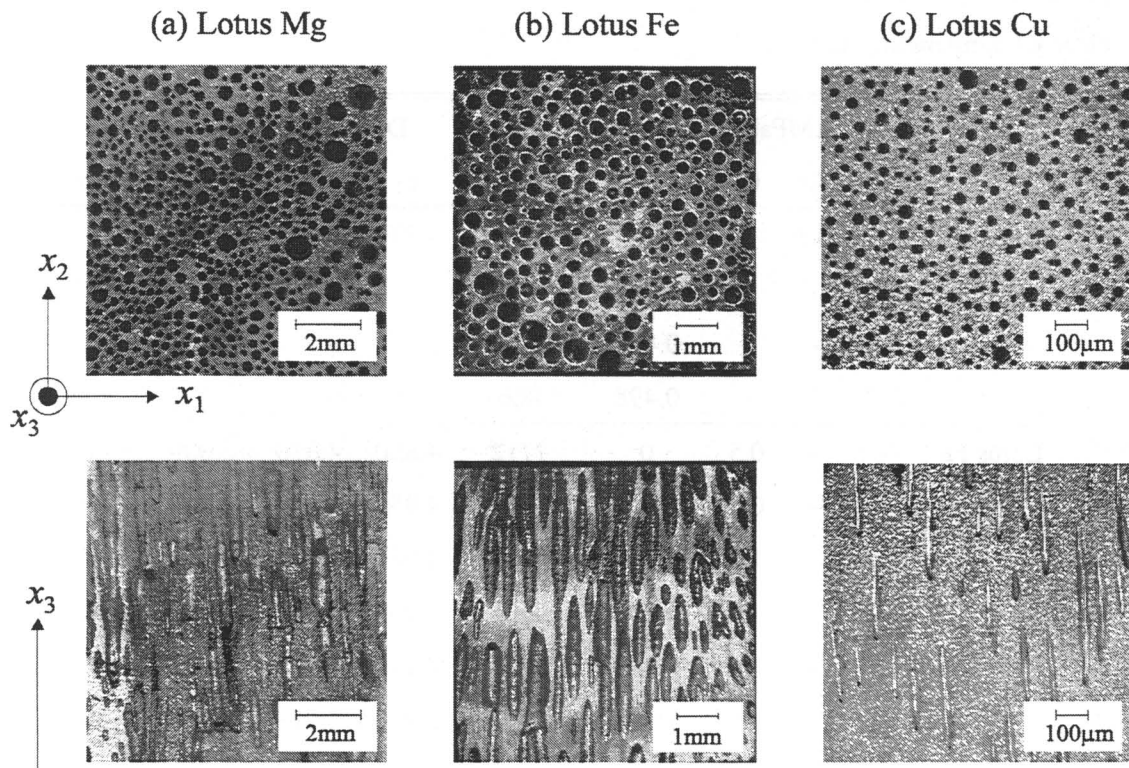 (a) Lotus Mg
(b) Lotus Fe
(c) Lotus Cu
x₂
2mm
1mm
100μm
x₃
x₁
x₃
2mm
1mm
100μm